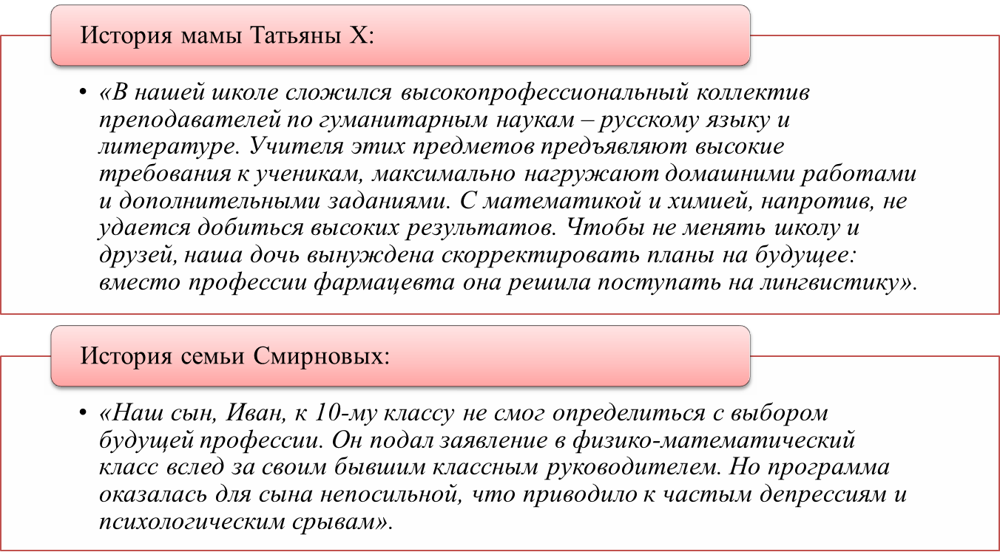 История мамы Татьяны Х:
• «В нашей школе сложился высокопрофессиональный коллектив
преподавателей по гуманитарным наукам – русскому языку и
литературе. Учителя этих предметов предъявляют высокие
требования к ученикам, максимально нагружают домашними работами
и дополнительными заданиями. С математикой и химией, напротив, не
удается добиться высоких результатов. Чтобы не менять школу и
друзей, наша дочь вынуждена скорректировать планы на будущее:
вместо профессии фармацевта она решила поступать на лингвистику».
История семьи Смирновых:
• «Наш сын, Иван, к 10-му классу не смог определиться с выбором
будущей профессии. Он подал заявление в физико-математический
класс вслед за своим бывшим классным руководителем. Но программа
оказалась для сына непосильной, что приводило к частым депрессиям и
психологическим срывам».